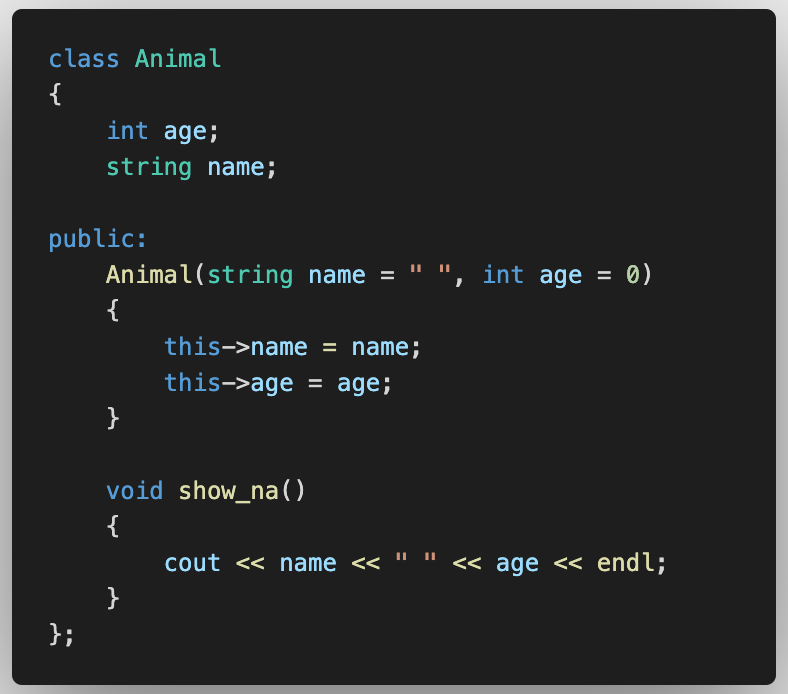 class Animal
{
    int age;
    string name;

public:
    Animal(string name = " ", int age = 0)
    {
        this->name = name;
        this->age = age;
    }

    void show_na()
    {
        cout << name << " " << age << endl;
    }
};